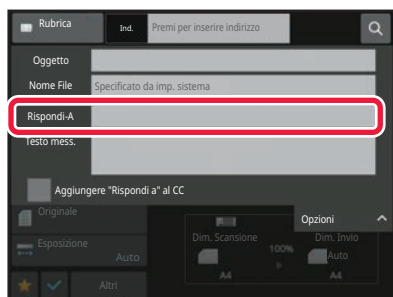 Rubrica
Ind.
Premi per inserire indirizzo
Oggetto
Nome File
Specificato da imp. sistema
Rispondi-A
Testo mess.
Aggiungere "Rispondi a" al CC
Originale
Opzioni
Esposizione
Auto
Dim. Scansione
100%
Dim. Invio
Auto
A4
A4
Altri